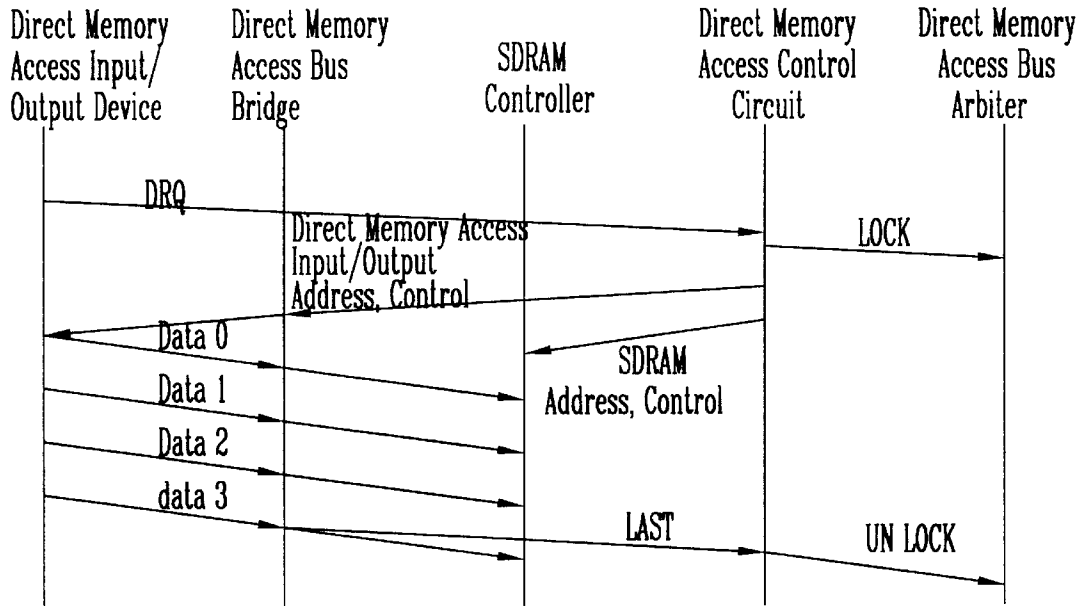 Direct Memory
Access Input/
Output Device
Direct Memory
Access Bus
Bridge
SDRAM
Controller
Direct Memory
Access Control
Circuit
Direct Memory
Access Bus
Arbiter
DRQ
LOCK
Direct Memory Access
Input/Output
Address, Control
Data 0
SDRAM
Address, Control
Data 1
Data 2
data 3
LAST
UN LOCK